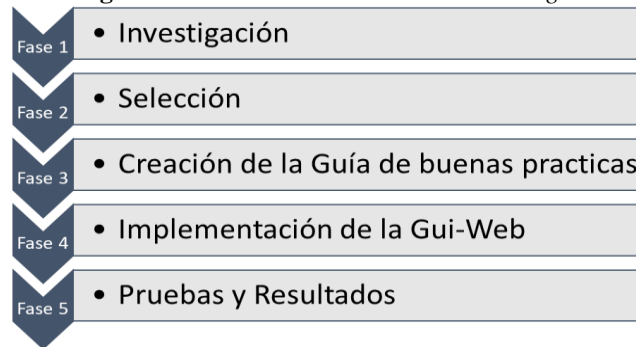 Fase 1
• Investigación
Fase 2
• Selección
Fase 3
• Creación de la Guía de buenas practicas
Fase 4
• Implementación de la Gui-Web
Fase 5
• Pruebas y Resultados